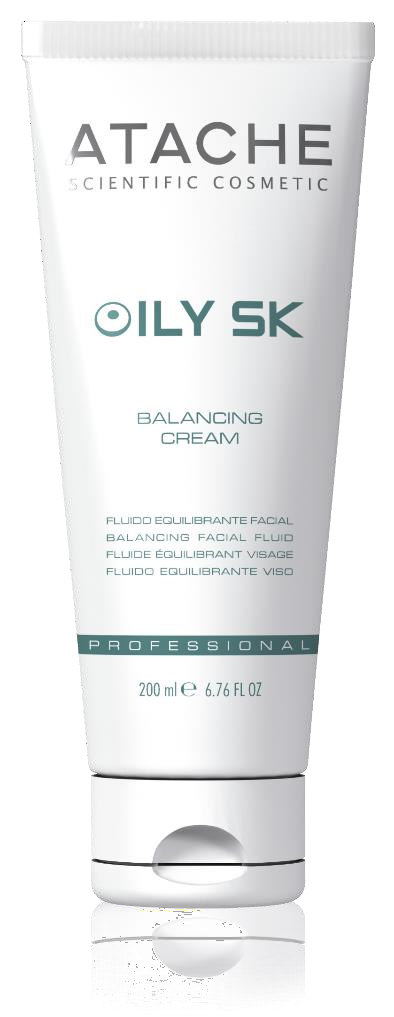 ATACHE
SCIENTIFIC COSMETIC
OILY SK
BALANCING
CREAM
FLUIDO EQUILIBRANTE FACIAL
BALANCING FACIAL FLUID
FLUIDE ÉQUILIBRANT VISAGE
FLUIDO EQUILIBRANTE VISO
PROFESSIONAL
200 ml ℮ 6.76 FL OZ